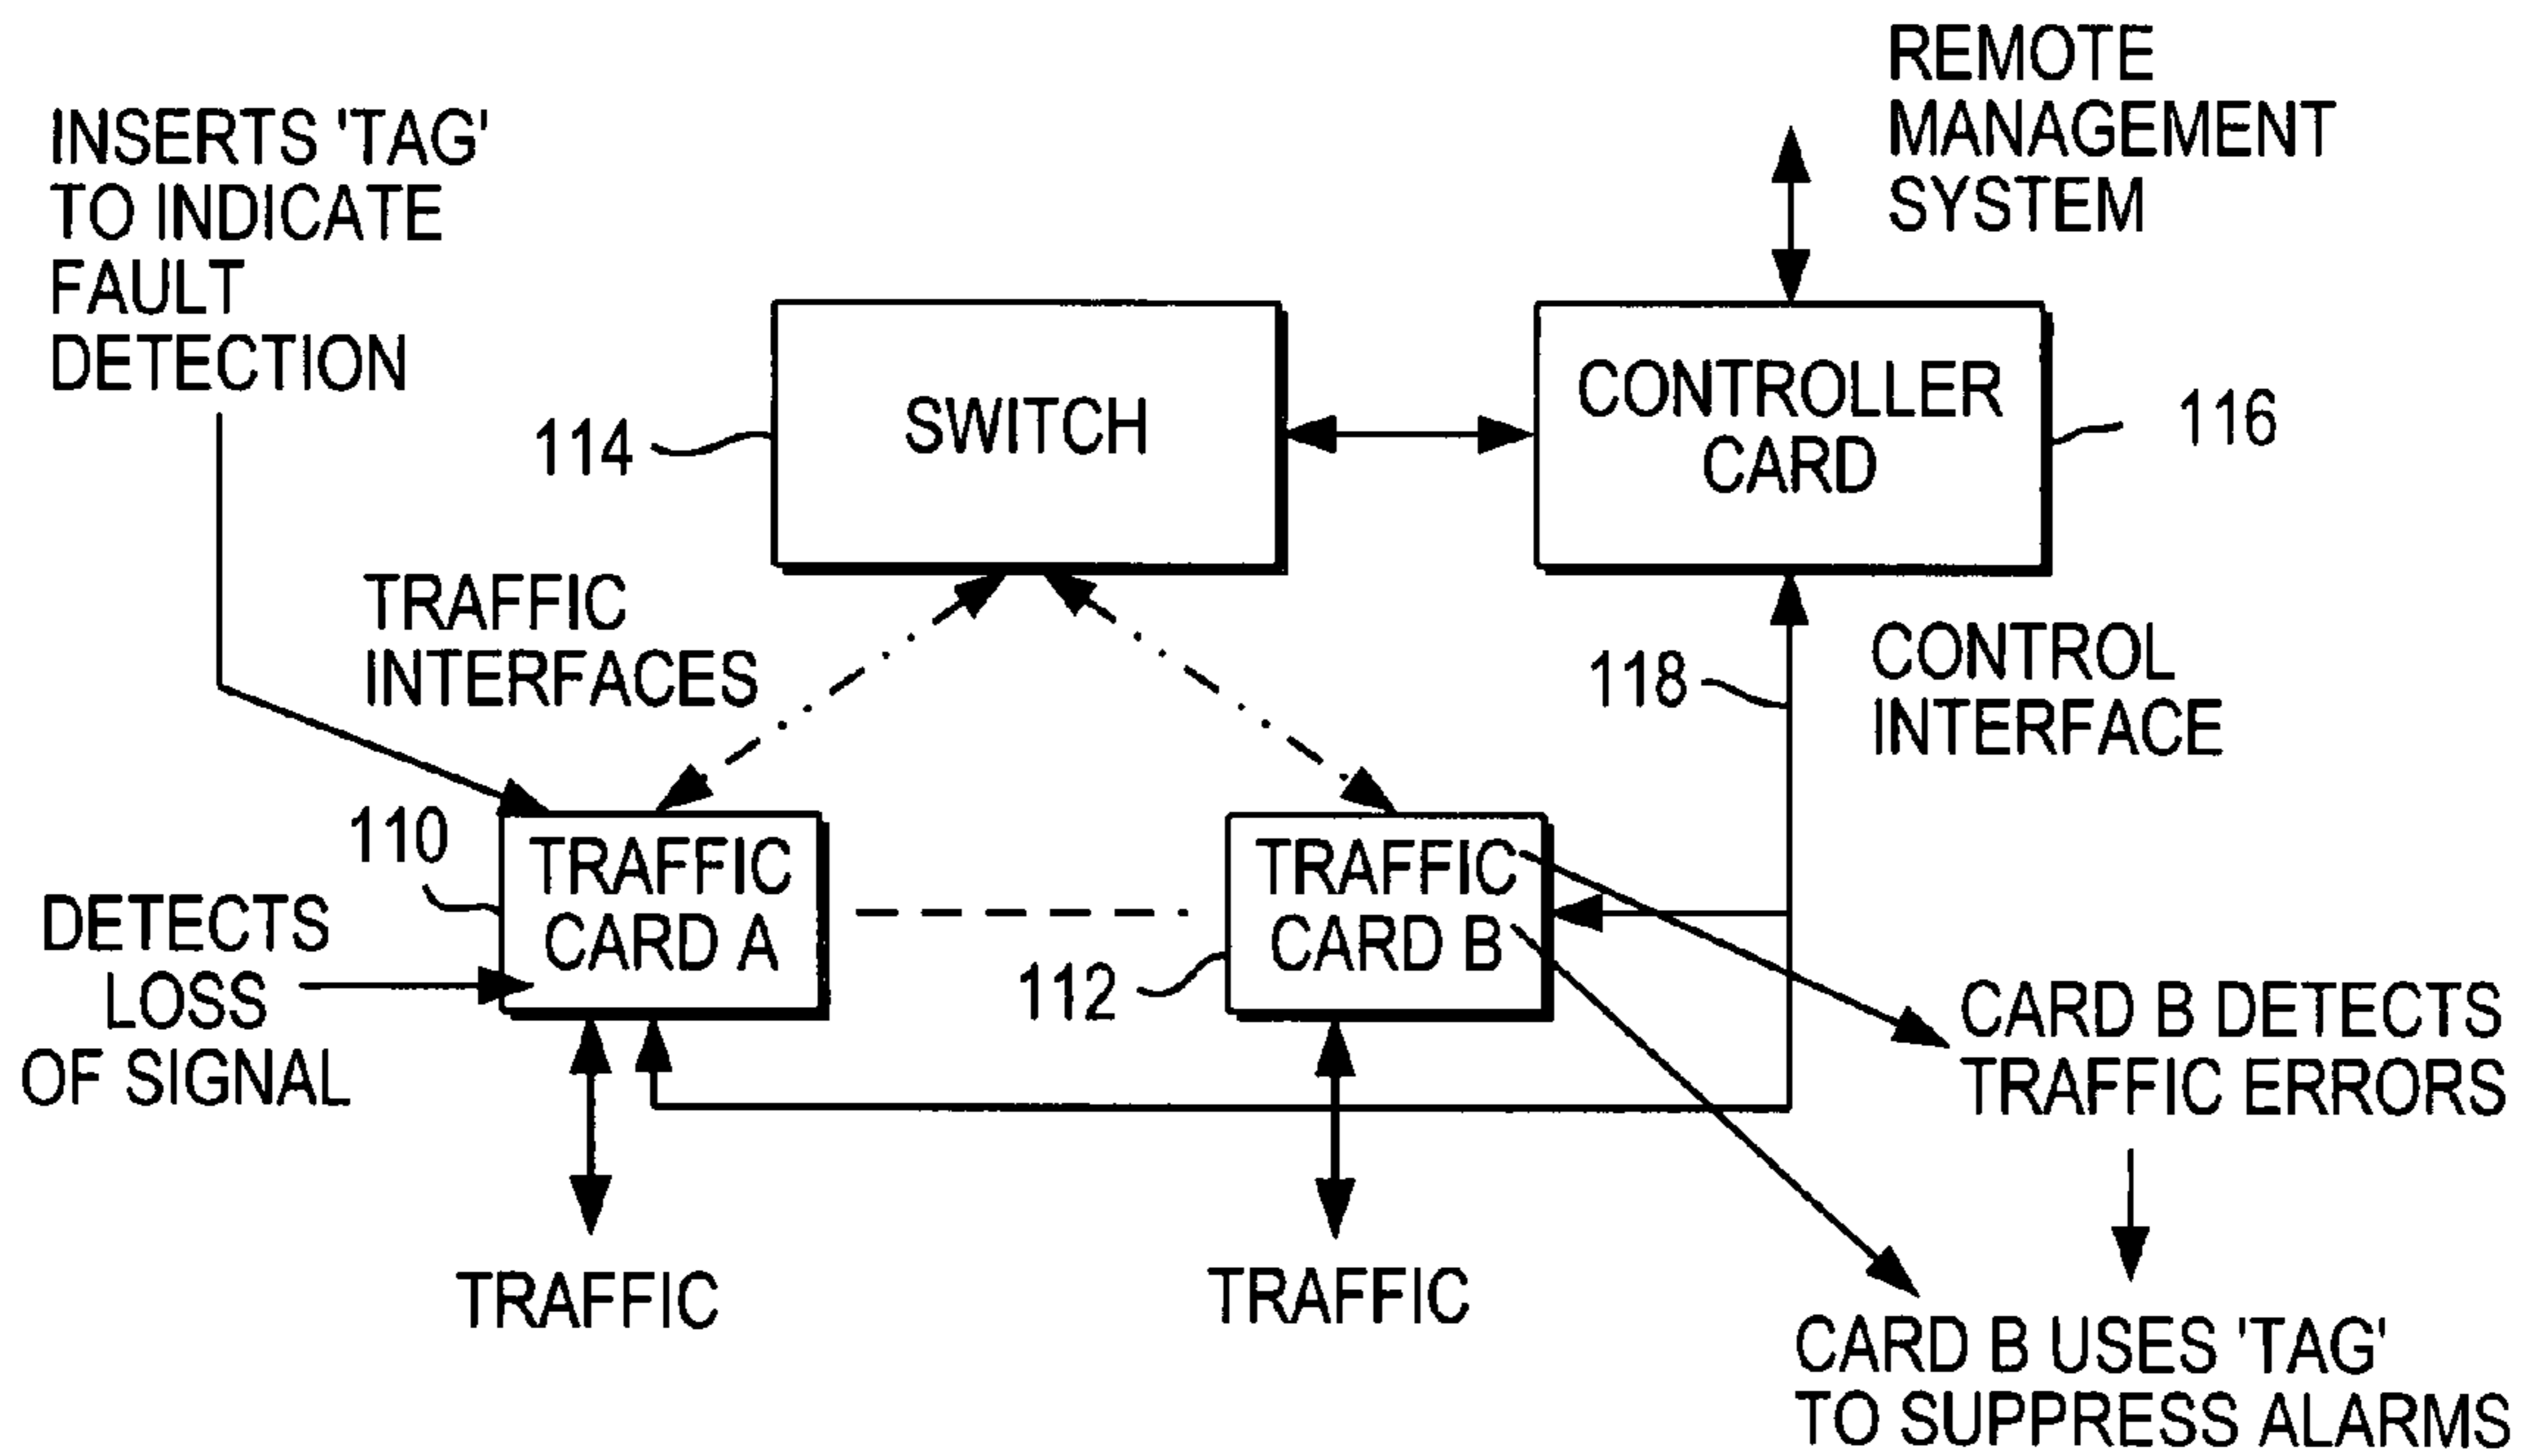 REMOTE
MANAGEMENT
SYSTEM
INSERTS 'TAG'
TO INDICATE
FAULT
DETECTION
SWITCH
114
CONTROLLER
CARD
116
TRAFFIC
INTERFACES
118
CONTROL
INTERFACE
110
TRAFFIC
CARD A
DETECTS
LOSS
OF SIGNAL
TRAFFIC
CARD B
112
CARD B DETECTS
TRAFFIC ERRORS
TRAFFIC
TRAFFIC
CARD B USES 'TAG'
TO SUPPRESS ALARMS